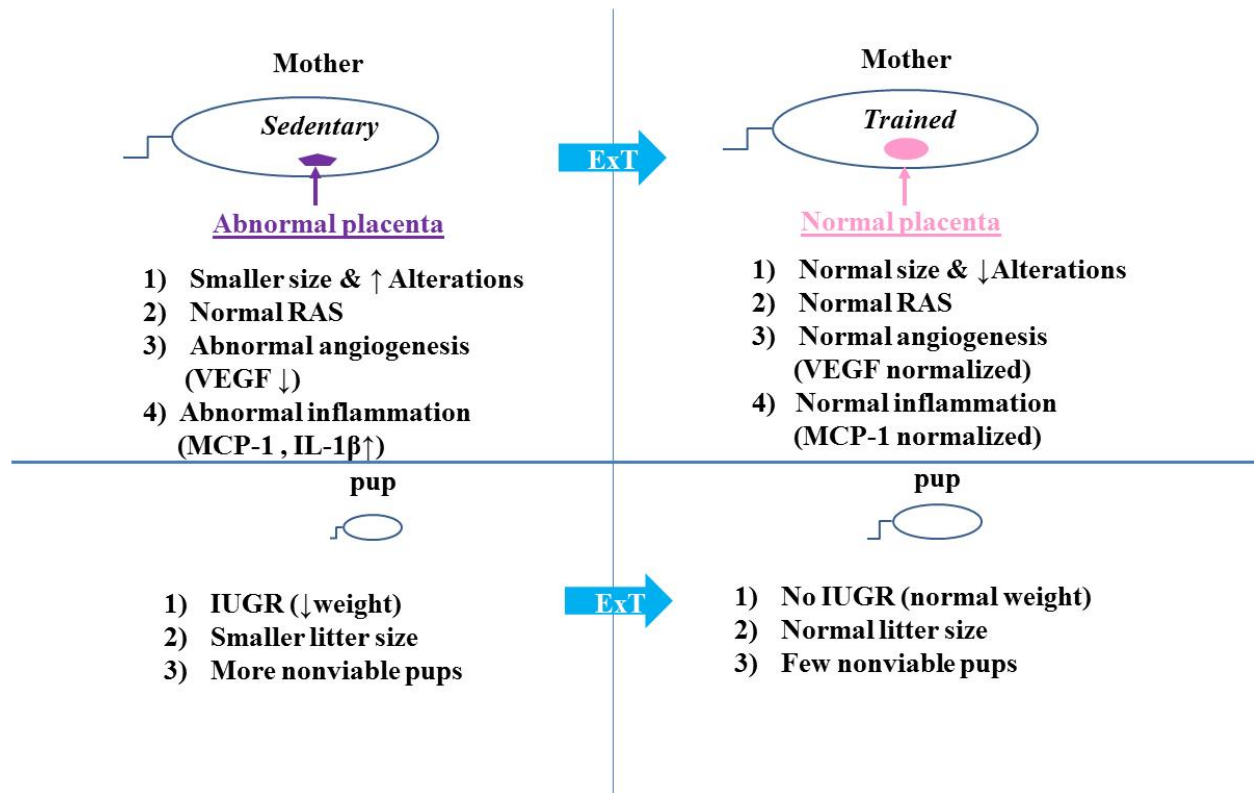 Mother
Sedentary
Abnormal placenta
1) Smaller size & ↑ Alterations
2) Normal RAS
3) Abnormal angiogenesis
(VEGF ↓)
4) Abnormal inflammation
(MCP-1 , IL-1β↑)
ExT
Mother
Trained
Normal placenta
1) Normal size & ↓Alterations
2) Normal RAS
3) Normal angiogenesis
(VEGF normalized)
4) Normal inflammation
(MCP-1 normalized)
pup
1) IUGR (↓weight)
2) Smaller litter size
3) More nonviable pups
ExT
pup
1) No IUGR (normal weight)
2) Normal litter size
3) Few nonviable pups